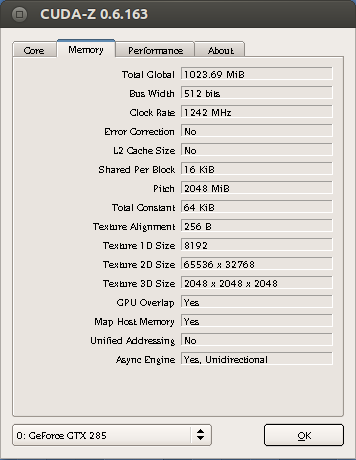 CUDA-Z 0.6.163
Core Memory Performance About
Total Global 1023.69 MiB
Bus Width 512 bits
Clock Rate 1242 MHz
Error Correction No
L2 Cache Size No
Shared Per Block 16 KiB
Pitch 2048 MiB
Total Constant 64 KiB
Texture Alignment 256 B
Texture 1D Size 8192
Texture 2D Size 65536 x 32768
Texture 3D Size 2048 x 2048 x 2048
GPU Overlap Yes
Map Host Memory Yes
Unified Addressing No
Async Engine Yes, Unidirectional
0: GeForce GTX 285 OK